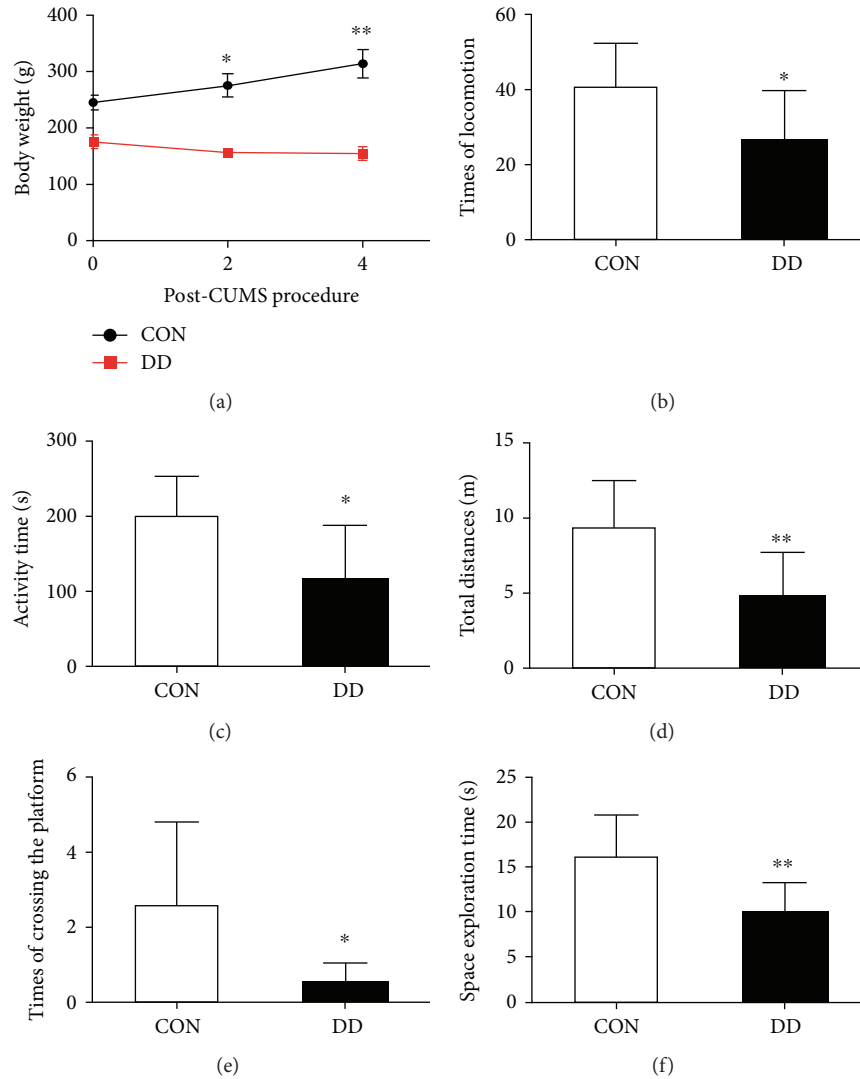 Body weight (g)
400
300
200
100
0
*
**
0 2 4
Post-CUMS procedure
CON
DD
(a)
Times of locomotion
60
40
20
0
*
CON DD
(b)
Activity time (s)
300
200
100
0
*
CON DD
(c)
Total distances (m)
15
10
5
0
**
CON DD
(d)
Times of crossing the platform
6
4
2
0
*
CON DD
(e)
Space exploration time (s)
25
20
15
10
5
0
**
CON DD
(f)